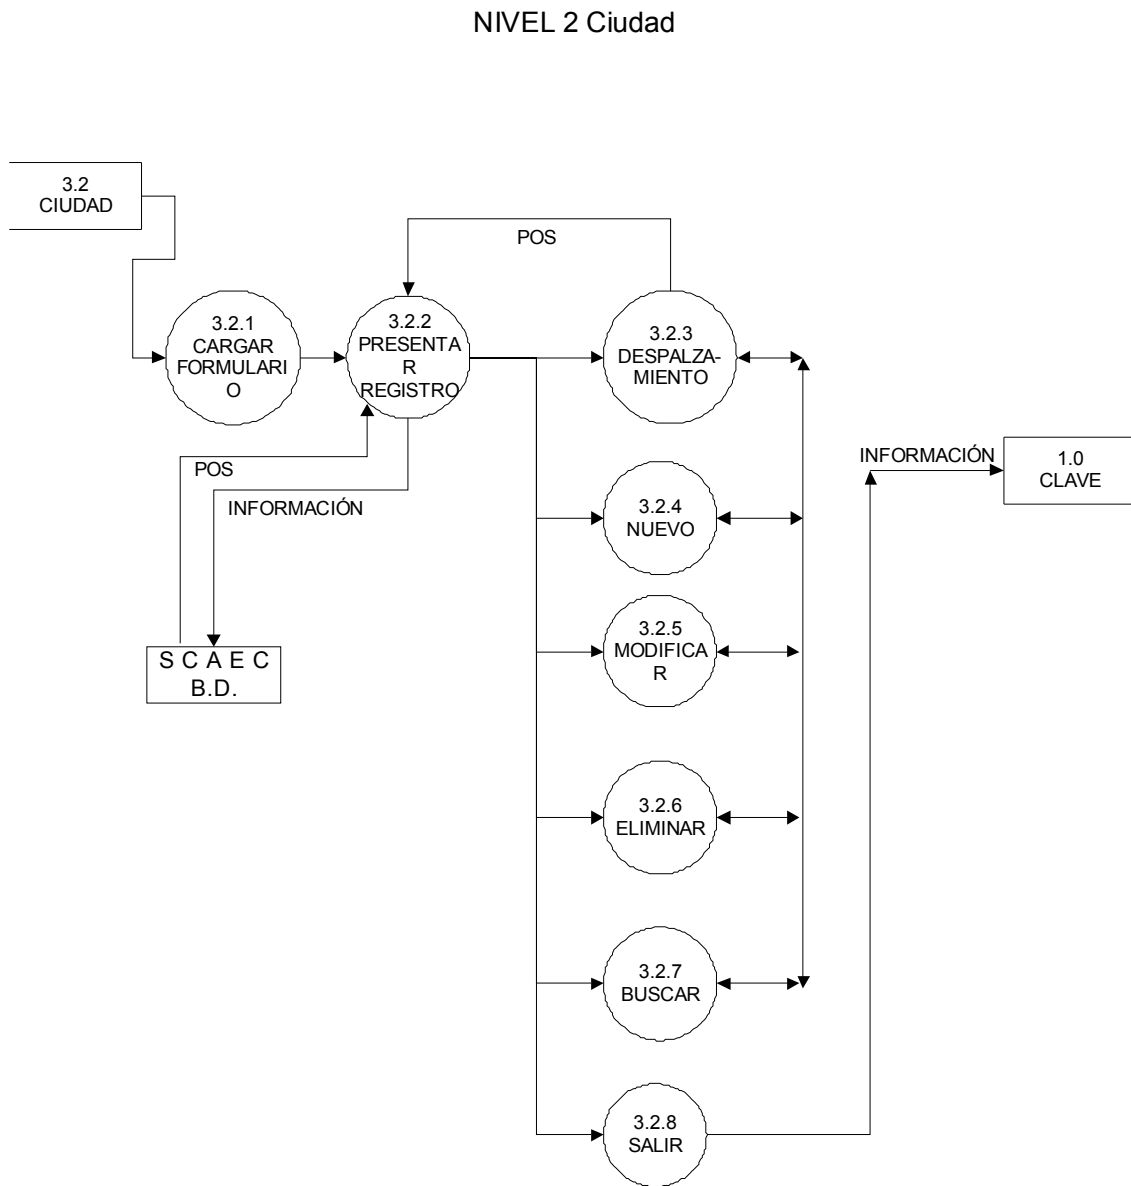 NIVEL 2 Ciudad
3.2
CIUDAD
POS
3.2.1
CARGAR
FORMULARI
O
3.2.2
PRESENTA
R
REGISTRO
3.2.3
DESPALZA-
MIENTO
POS
INFORMACIÓN
INFORMACIÓN
1.0
CLAVE
3.2.4
NUEVO
3.2.5
MODIFICA
R
S C A E C
B.D.
3.2.6
ELIMINAR
3.2.7
BUSCAR
3.2.8
SALIR